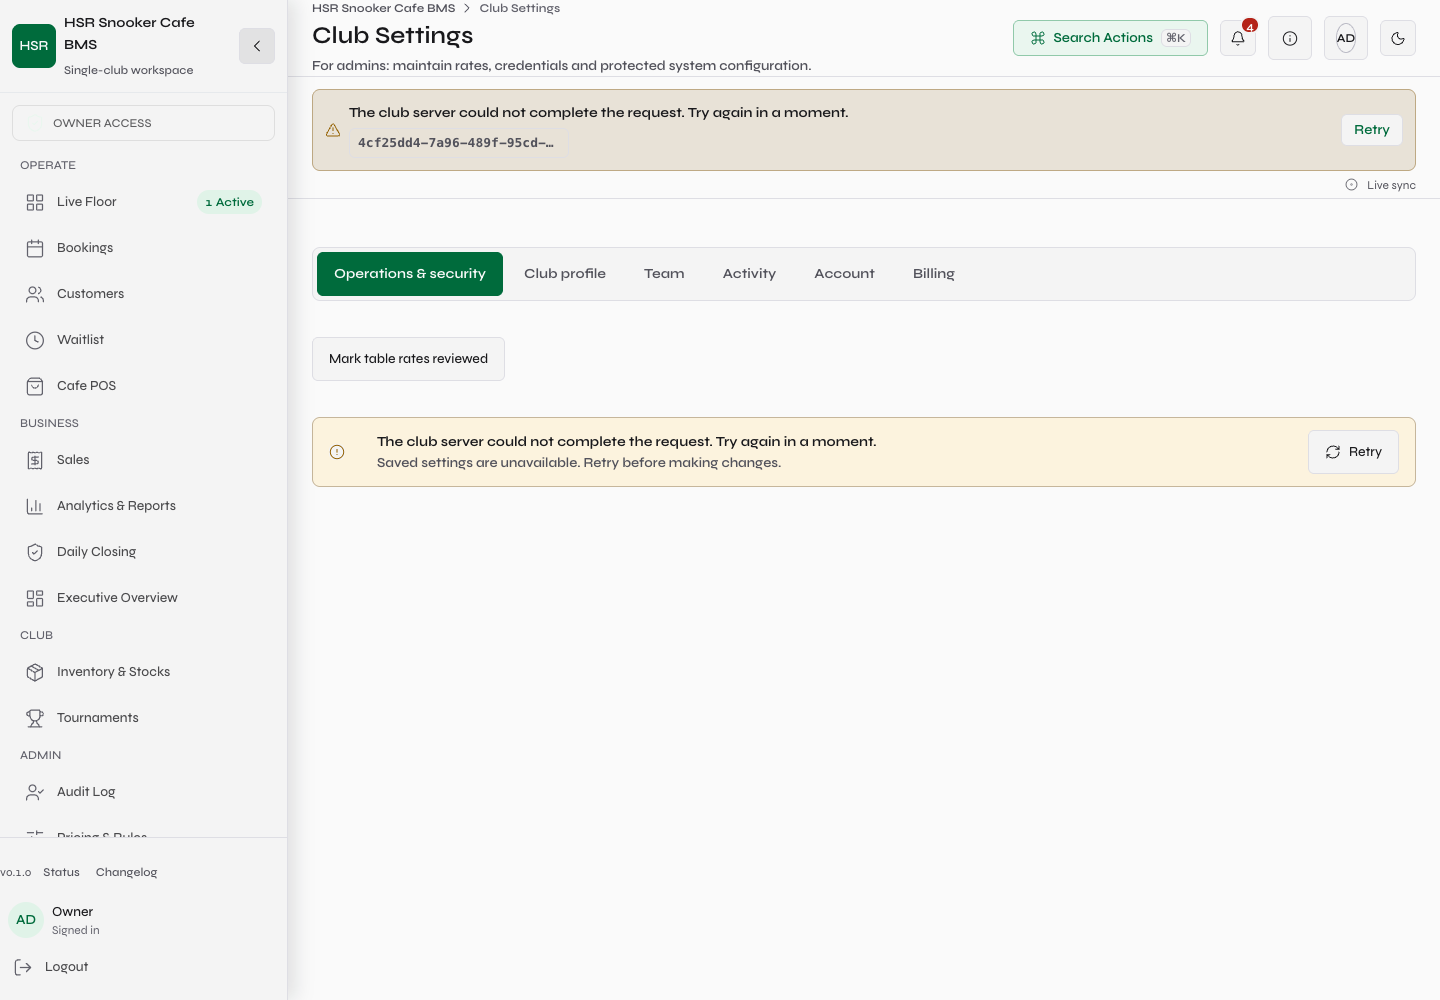 HSR
HSR Snooker Cafe
BMS
Single-club workspace
OWNER ACCESS
OPERATE
Live Floor
1 Active
Bookings
Customers
Waitlist
Cafe POS
BUSINESS
Sales
Analytics & Reports
Daily Closing
Executive Overview
CLUB
Inventory & Stocks
Tournaments
ADMIN
Audit Log
Pricing & Rules
v0.1.0 Status Changelog
AD
Owner
Signed in
Logout
HSR Snooker Cafe BMS > Club Settings
Club Settings
For admins: maintain rates, credentials and protected system configuration.
Search Actions ⌘K
4
AD
The club server could not complete the request. Try again in a moment.
4cf25dd4-7a96-489f-95cd-…
Retry
Live sync
Operations & security
Club profile
Team
Activity
Account
Billing
Mark table rates reviewed
The club server could not complete the request. Try again in a moment.
Saved settings are unavailable. Retry before making changes.
Retry